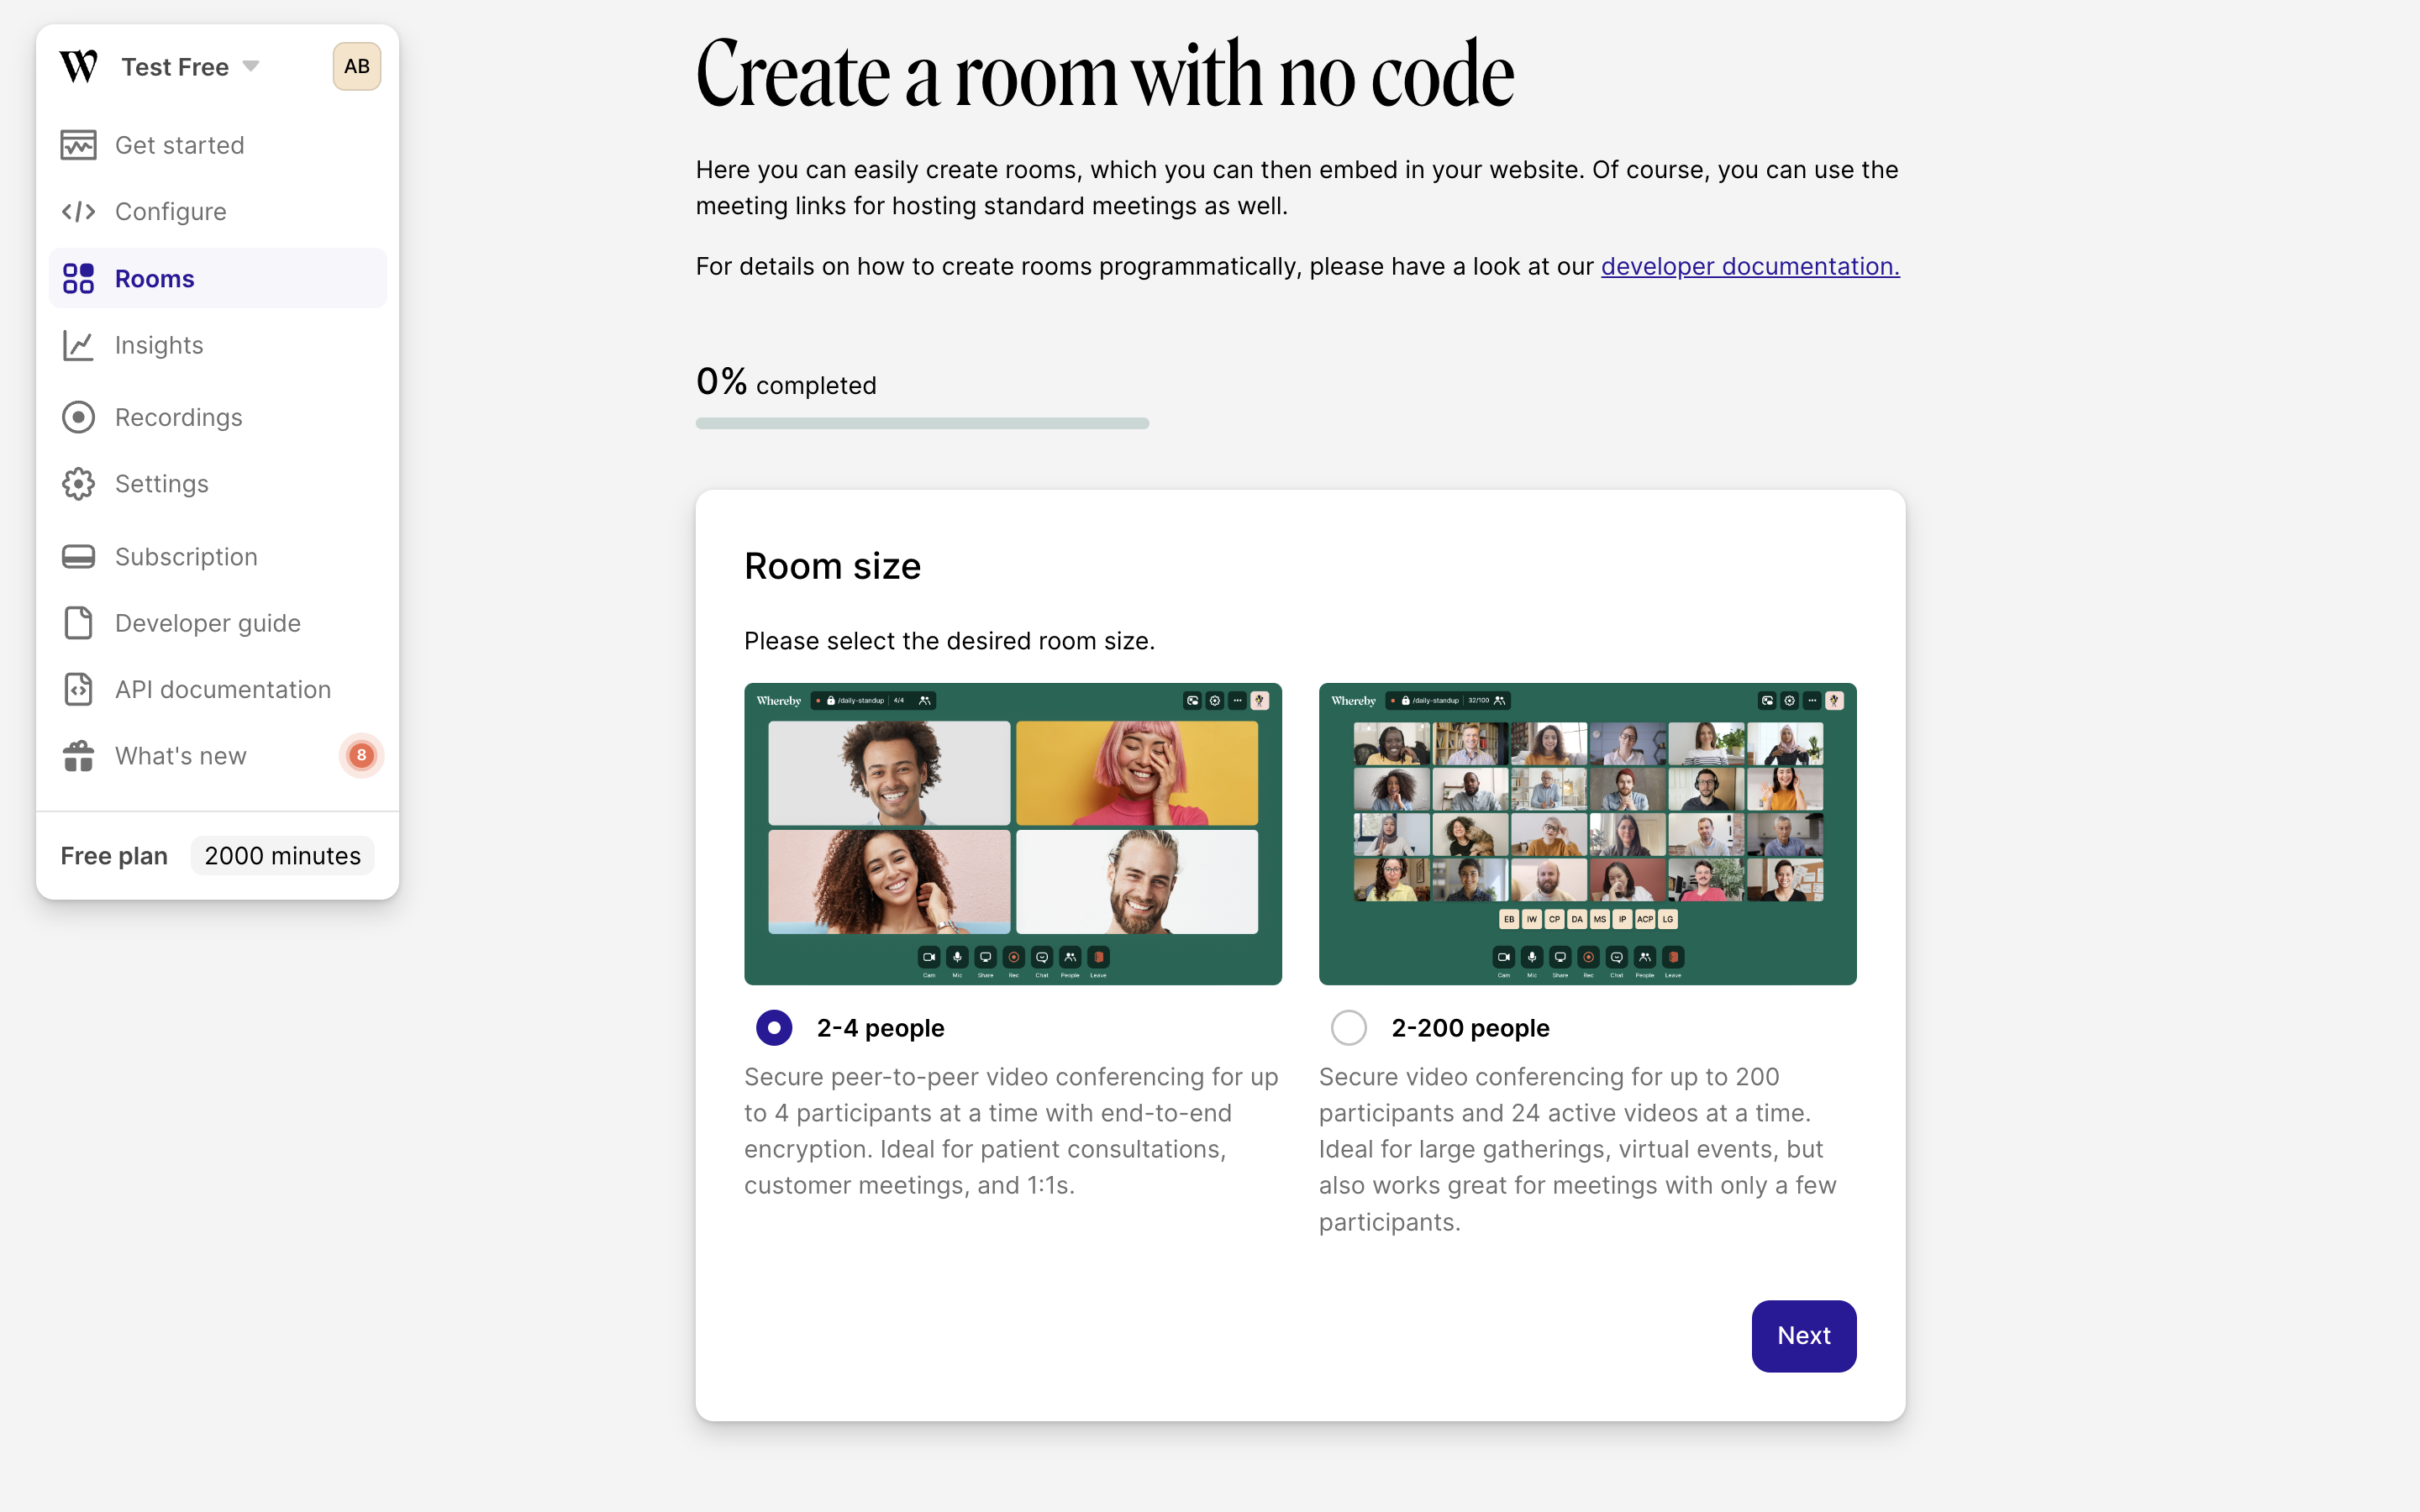 Test Free
AB
Get started
Configure
Rooms
Insights
Recordings
Settings
Subscription
Developer guide
API documentation
What's new
8
Free plan
2000 minutes
Create a room with no code
Here you can easily create rooms, which you can then embed in your website. Of course, you can use the
meeting links for hosting standard meetings as well.
For details on how to create rooms programmatically, please have a look at our developer documentation.
0% completed
Room size
Please select the desired room size.
Whereby
/daily-standup
4/4
Cam
Mic
Share
Rec
Chat
People
Leave
2-4 people
Secure peer-to-peer video conferencing for up
to 4 participants at a time with end-to-end
encryption. Ideal for patient consultations,
customer meetings, and 1:1s.
Whereby
/daily-standup
32/100
EB
IW
CP
DA
MS
IP
ACP
LG
Cam
Mic
Share
Rec
Chat
People
Leave
2-200 people
Secure video conferencing for up to 200
participants and 24 active videos at a time.
Ideal for large gatherings, virtual events, but
also works great for meetings with only a few
participants.
Next